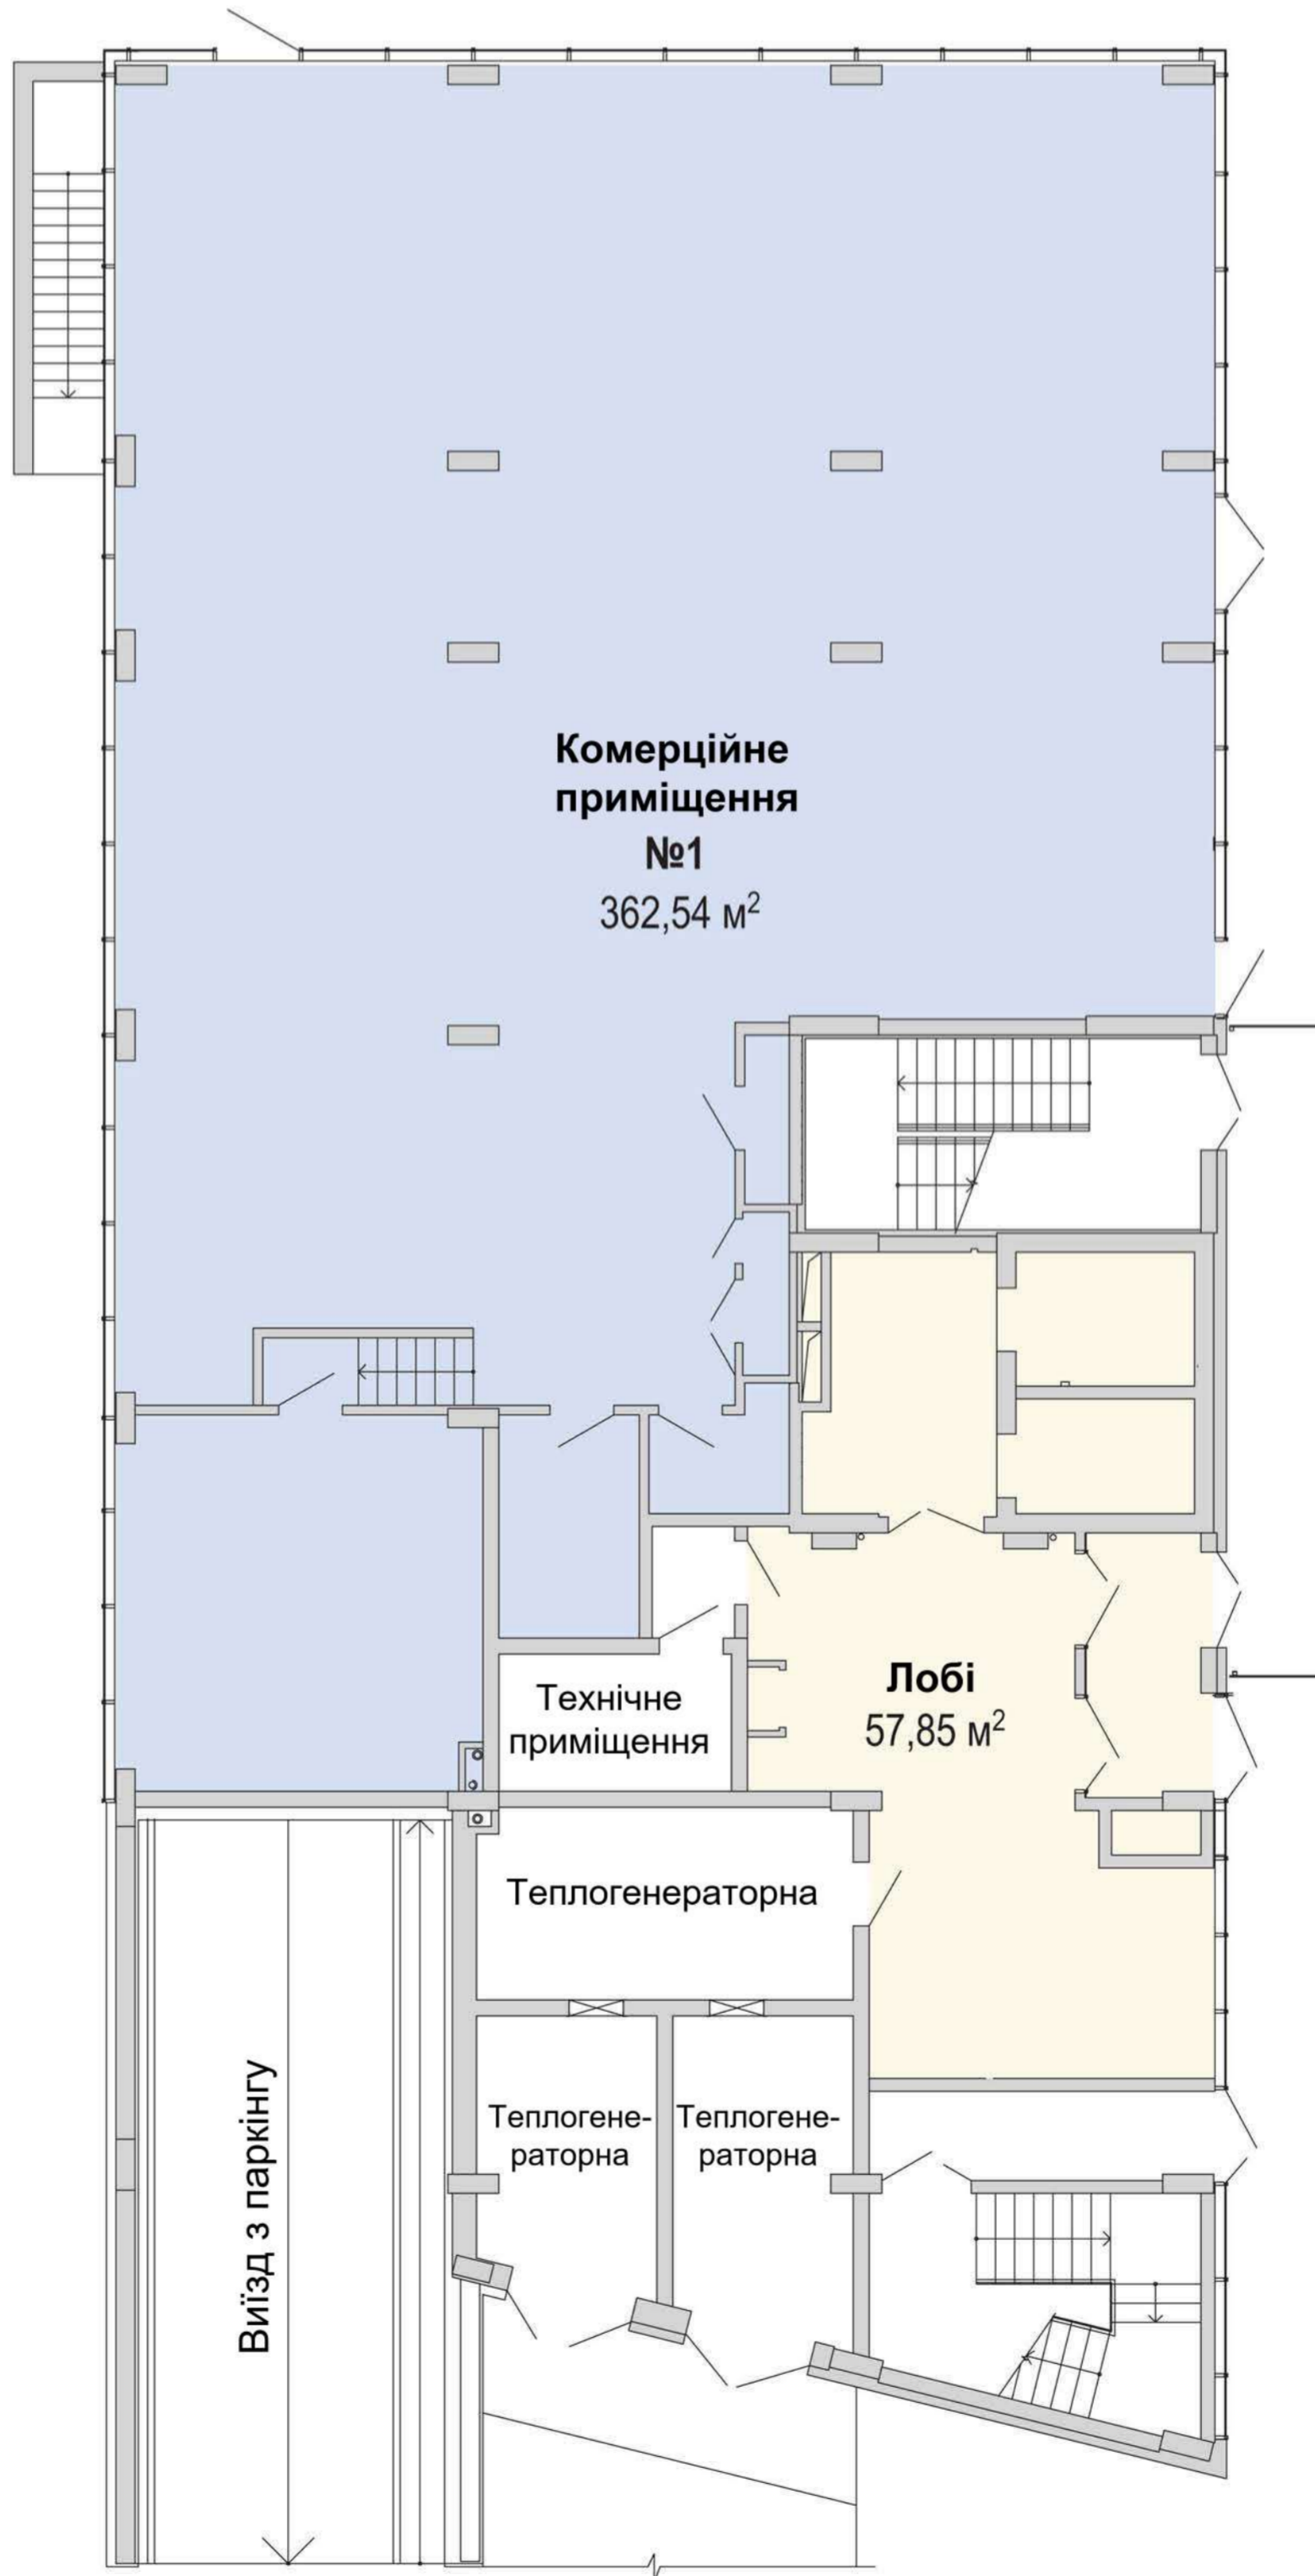 Комерційне
приміщення
№1
362,54 м²
Лобі
57,85 м²
Технічне
приміщення
Теплогенераторна
Теплогене-
раторна
Теплогене-
раторна
Виїзд з паркінгу